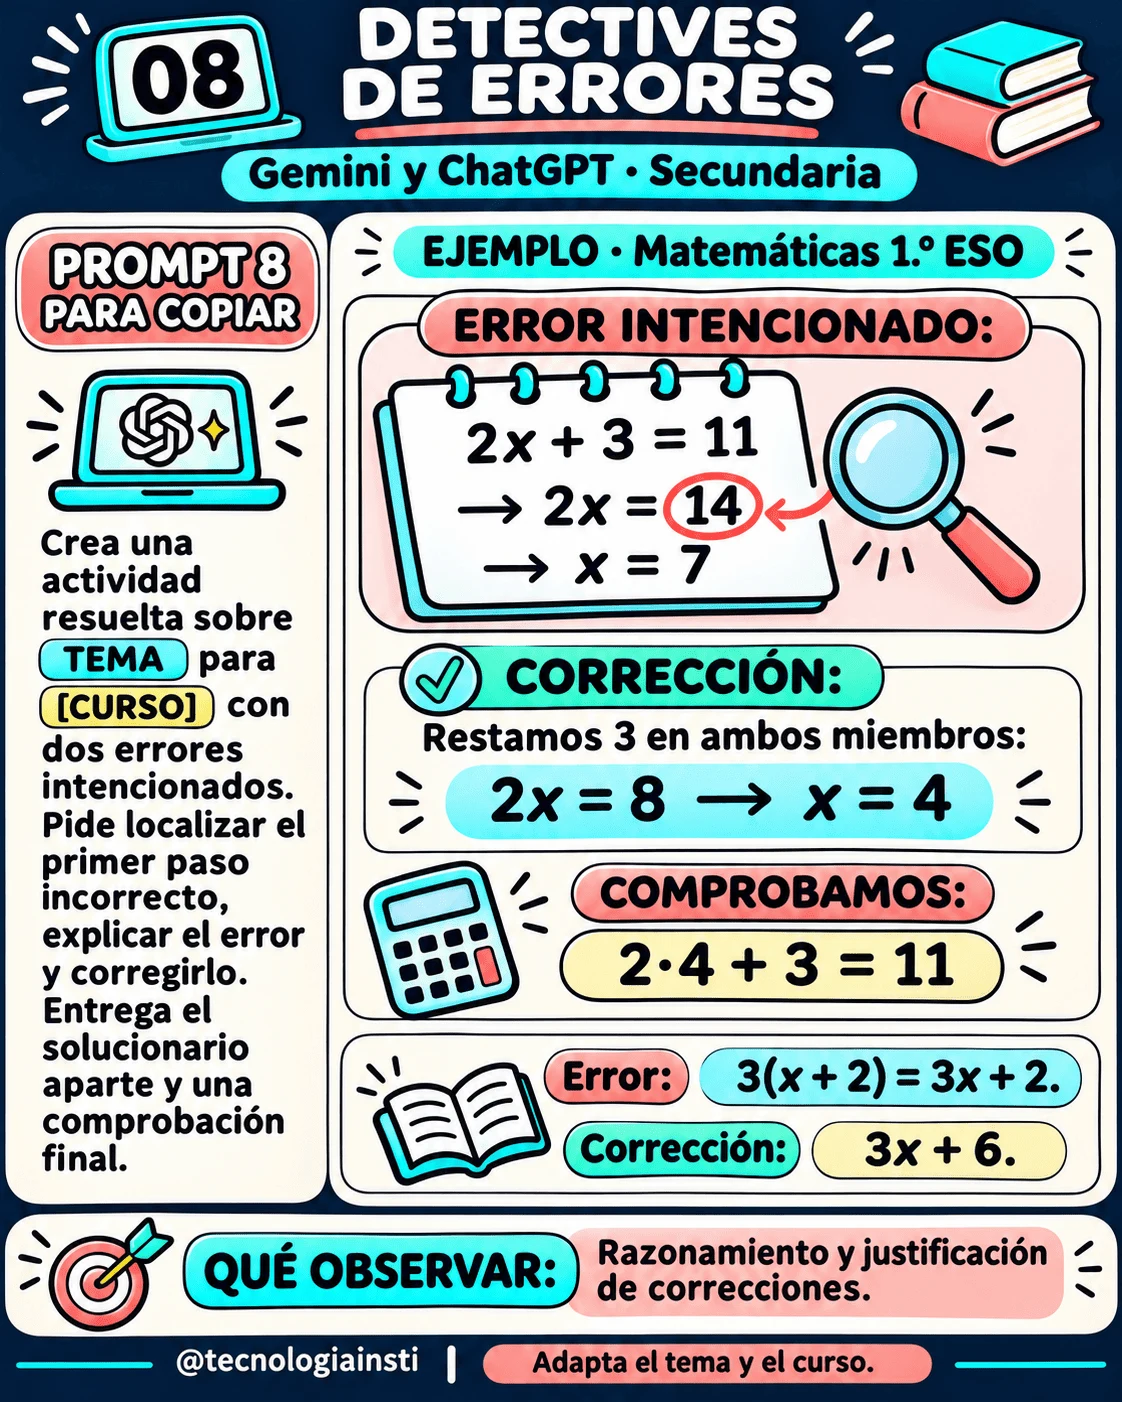 08
DETECTIVES
DE ERRORES
Gemini y ChatGPT · Secundaria
PROMPT 8
PARA COPIAR
Crea una
actividad
resuelta sobre
TEMA para
[CURSO] con
dos errores
intencionados.
Pide localizar el
primer paso
incorrecto,
explicar el error
y corregirlo.
Entrega el
solucionario
aparte y una
comprobación
final.
EJEMPLO · Matemáticas 1.º ESO
ERROR INTENCIONADO:
2x + 3 = 11
→ 2x = 14
→ x = 7
CORRECCIÓN:
Restamos 3 en ambos miembros:
2x = 8 → x = 4
COMPROBAMOS:
2·4 + 3 = 11
Error: 3(x + 2) = 3x + 2.
Corrección: 3x + 6.
QUÉ OBSERVAR:
Razonamiento y justificación
de correcciones.
@tecnologiainsti | Adapta el tema y el curso.